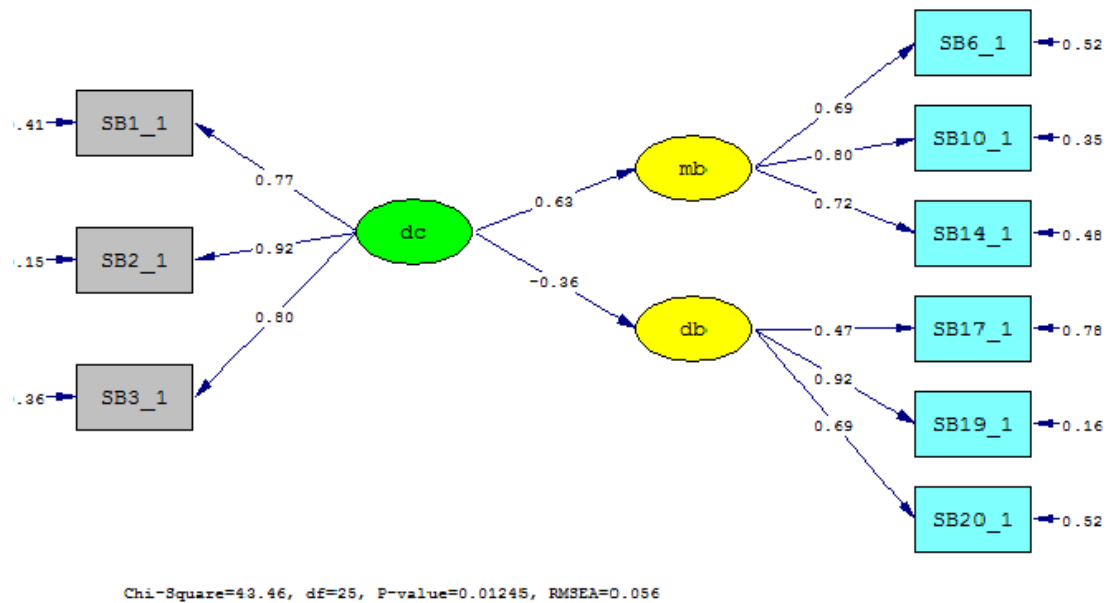 SB6_1
0.52
.41
SB1_1
0.69
SB10_1
0.35
0.77
mb
0.80
0.63
0.72
dc
SB14_1
0.48
.15
SB2_1
0.92
-0.36
0.80
db
0.47
SB17_1
0.78
.36
SB3_1
0.92
0.69
SB19_1
0.16
SB20_1
0.52
Chi-Square=43.46, df=25, P-value=0.01245, RMSEA=0.056